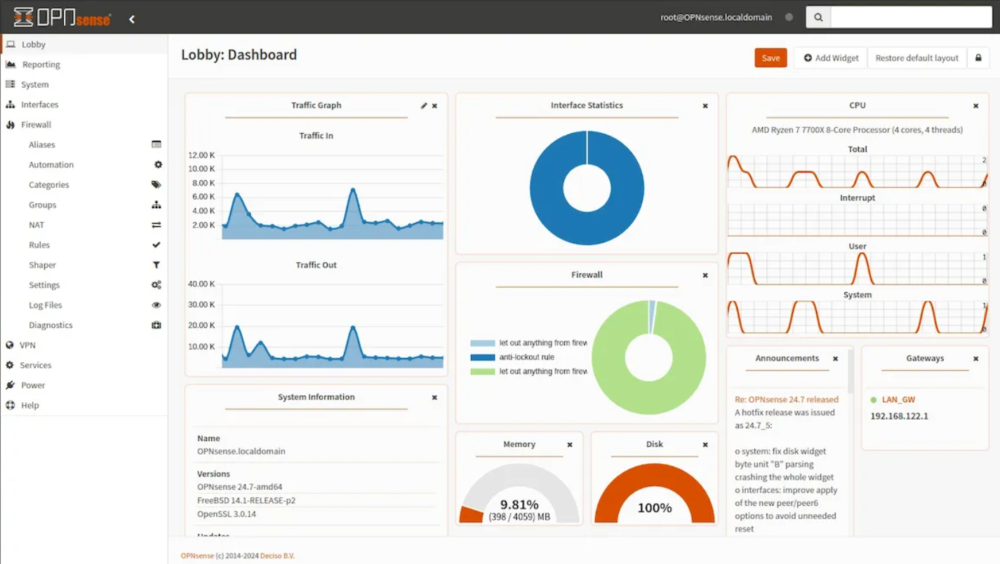 OPNsense
root@OPNsense.localdomain
Lobby
Reporting
System
Interfaces
Firewall
Aliases
Automation
Categories
Groups
NAT
Rules
Shaper
Settings
Log Files
Diagnostics
VPN
Services
Power
Help
Lobby: Dashboard
Save
Add Widget
Restore default layout
Traffic Graph
Traffic In
12.00 K
10.00 K
8.00 K
6.00 K
4.00 K
2.00 K
Traffic Out
40.00 K
30.00 K
20.00 K
10.00 K
System Information
Name
OPNsense.localdomain
Versions
OPNsense 24.7-amd64
FreeBSD 14.1-RELEASE-p2
OpenSSL 3.0.14
Updates
Interface Statistics
Firewall
let out anything from firew
anti-lockout rule
let out anything from firew
Memory
9.81%
(398 / 4059) MB
Disk
100%
CPU
AMD Ryzen 7 7700X 8-Core Processor (4 cores, 4 threads)
Total
2
0
Interrupt
0
0
User
1
0
System
1
0
Announcements
Re: OPNsense 24.7 released
A hotfix release was issued
as 24.7_5:
o system: fix disk widget
byte unit "B" parsing
crashing the whole widget
o interfaces: improve apply
of the new peer/peer6
options to avoid unneeded
reset
Gateways
LAN_GW
192.168.122.1
OPNsense (c) 2014-2024 Deciso B.V.